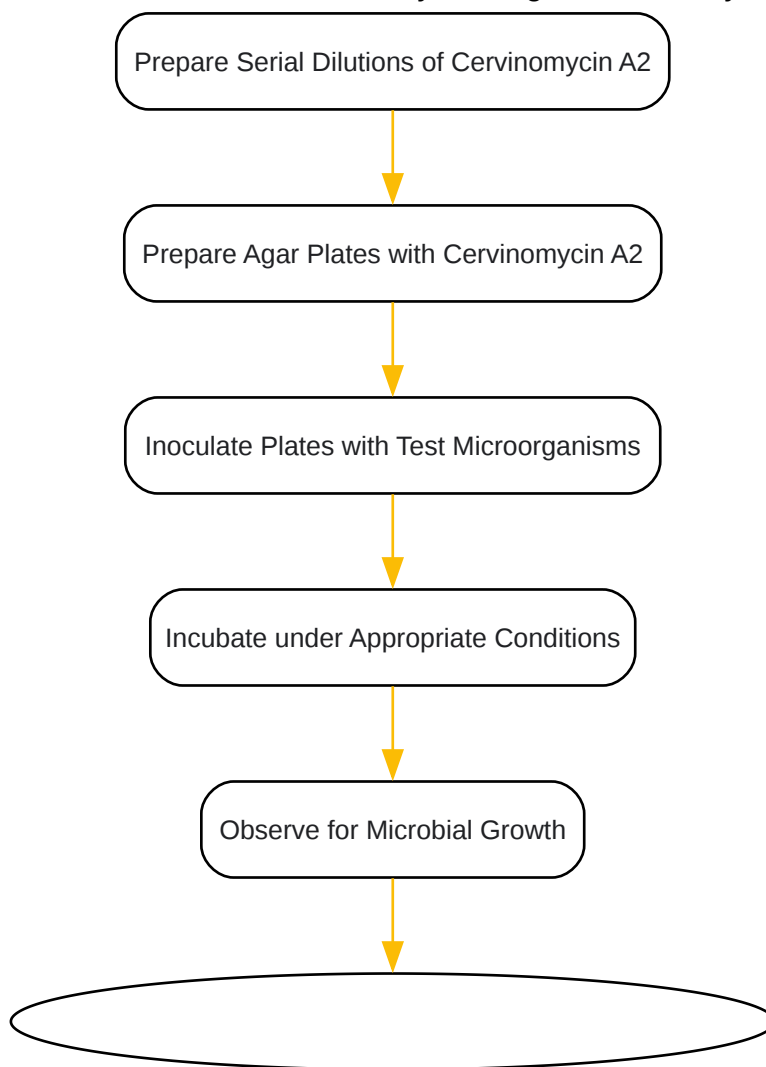 Prepare Serial Dilutions of Cervinomycin A2
Prepare Agar Plates with Cervinomycin A2
Inoculate Plates with Test Microorganisms
Incubate under Appropriate Conditions
Observe for Microbial Growth